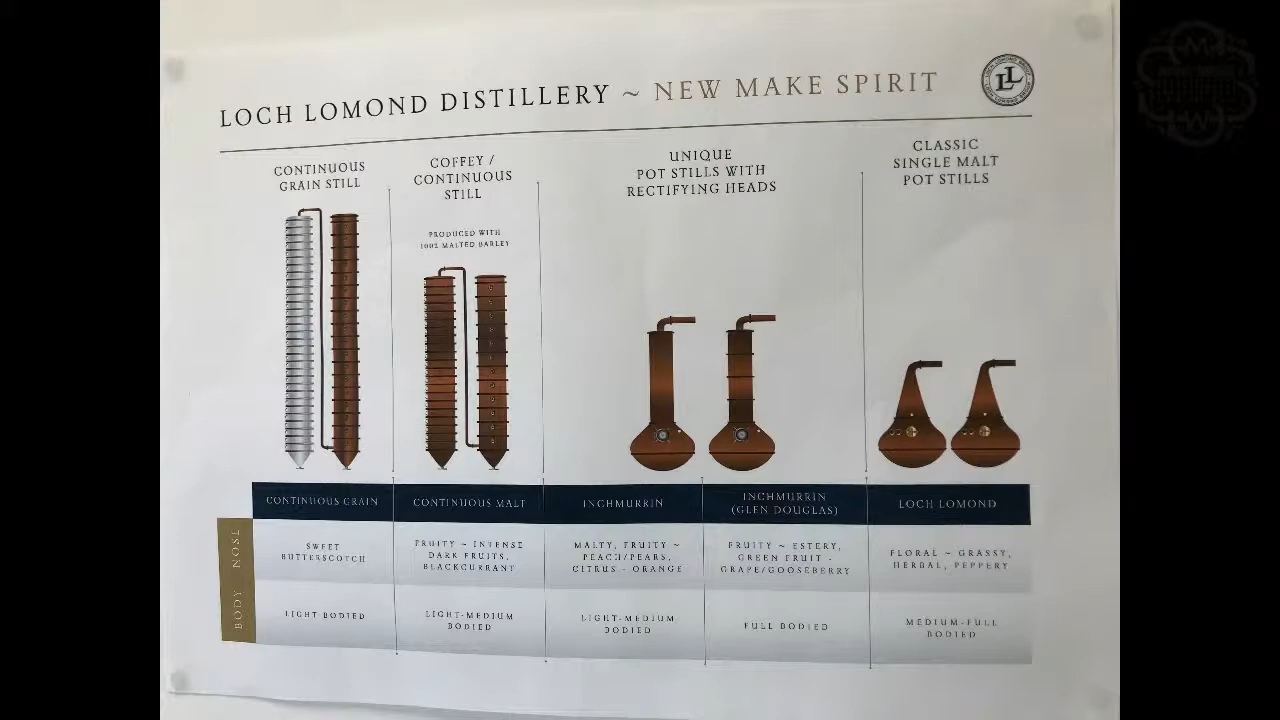 LOCH LOMOND DISTILLERY ~ NEW MAKE SPIRIT
LL
CONTINUOUS
GRAIN STILL
COFFEY /
CONTINUOUS
STILL
PRODUCED WITH
100% MALTED BARLEY
UNIQUE
POT STILLS WITH
RECTIFYING HEADS
CLASSIC
SINGLE MALT
POT STILLS
CONTINUOUS GRAIN
CONTINUOUS MALT
INCHMURRIN
INCHMURRIN
(GLEN DOUGLAS)
LOCH LOMOND
NOSE
SWEET
BUTTERSCOTCH
FRUITY ~ INTENSE
DARK FRUITS,
BLACKCURRANT
MALTY, FRUITY ~
PEACH/PEARS,
CITRUS - ORANGE
FRUITY ~ ESTERY,
GREEN FRUIT -
GRAPE/GOOSEBERRY
FLORAL ~ GRASSY,
HERBAL, PEPPERY
BODY
LIGHT BODIED
LIGHT-MEDIUM
BODIED
LIGHT-MEDIUM
BODIED
FULL BODIED
MEDIUM-FULL
BODIED